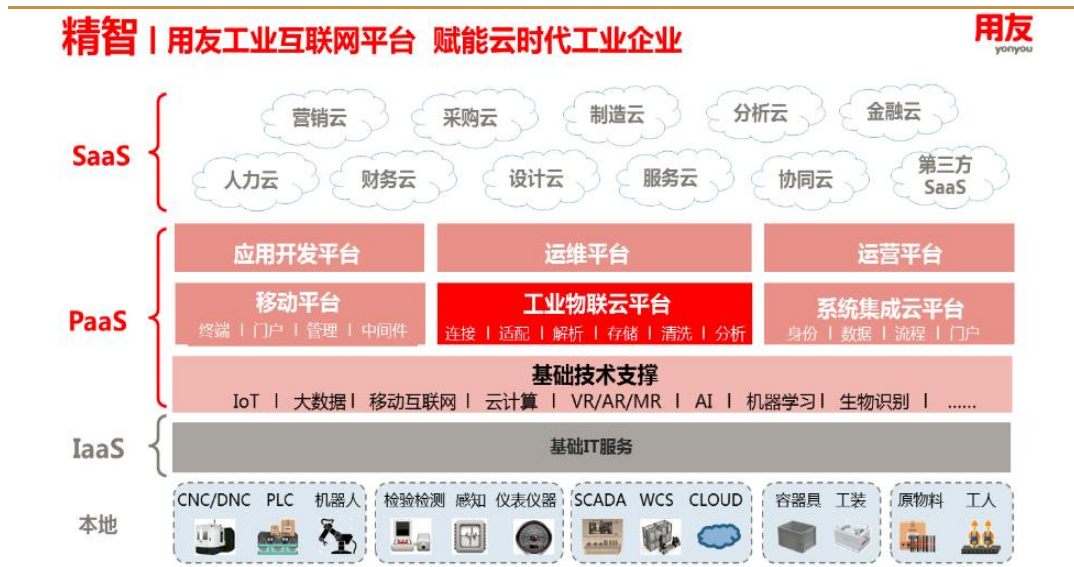 精智 | 用友工业互联网平台 赋能云时代工业企业
用友
yonyou
SaaS
营销云 采购云 制造云 分析云 金融云
人力云 财务云 设计云 服务云 协同云 第三方
SaaS
PaaS
应用开发平台 运维平台 运营平台
移动平台 工业物联云平台 系统集成云平台
终端 | 门户 | 管理 | 中间件 连接 | 适配 | 解析 | 存储 | 清洗 | 分析 身份 | 数据 | 流程 | 门户
基础技术支撑
IoT | 大数据 | 移动互联网 | 云计算 | VR/AR/MR | AI | 机器学习 | 生物识别 | ……
IaaS
基础IT服务
本地
CNC/DNC PLC 机器人 检验检测 感知 仪表仪器 SCADA WCS CLOUD 容器具 工装 原物料 工人